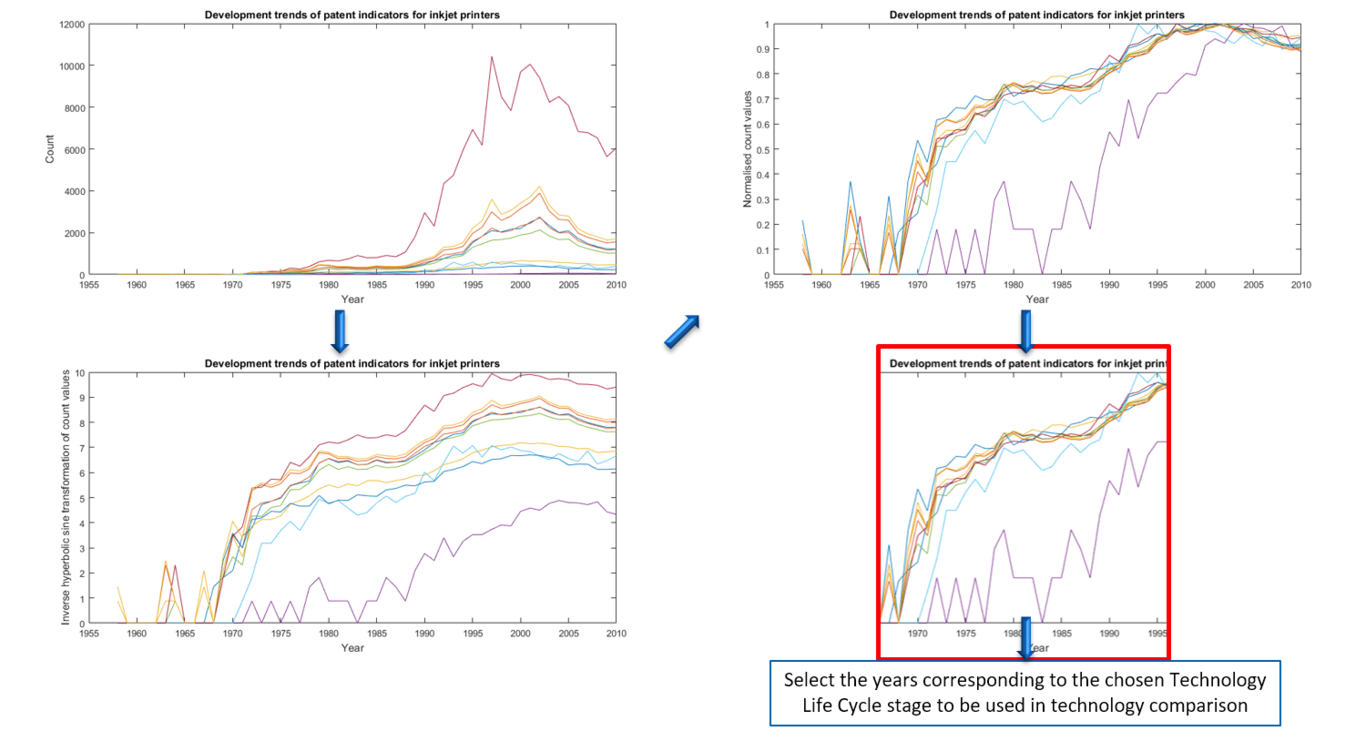 Development trends of patent indicators for inkjet printers
12000
10000
8000
6000
4000
2000
0
Count
1955 1960 1965 1970 1975 1980 1985 1990 1995 2000 2005 2010
Year
Development trends of patent indicators for inkjet printers
1
0.9
0.8
0.7
0.6
0.5
0.4
0.3
0.2
0.1
0
Normalised count values
1955 1960 1965 1970 1975 1980 1985 1990 1995 2000 2005 2010
Year
Development trends of patent indicators for inkjet printers
10
9
8
7
6
5
4
3
2
1
0
Inverse hyperbolic sine transformation of count values
1955 1960 1965 1970 1975 1980 1985 1990 1995 2000 2005 2010
Year
Development trends of patent indicators for inkjet print
1970 1975 1980 1985 1990 1995
Year
Select the years corresponding to the chosen Technology
Life Cycle stage to be used in technology comparison